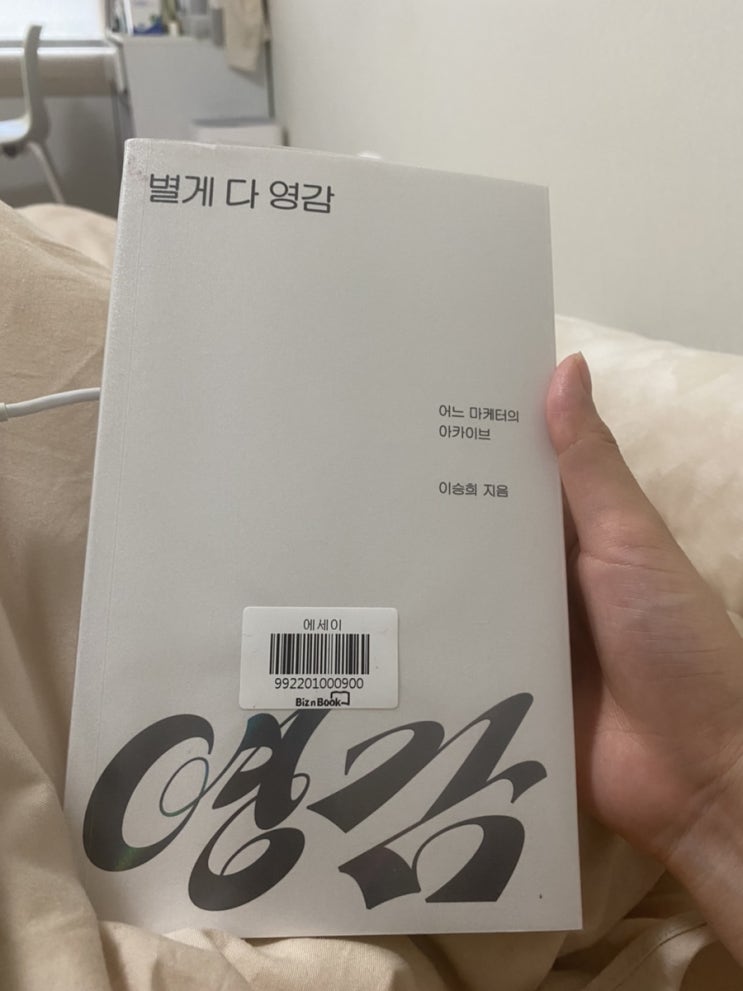 별게 다 영감
어느 마케터의
아카이브
이승희 지음
에세이
992201000900
Biz n Book
영감